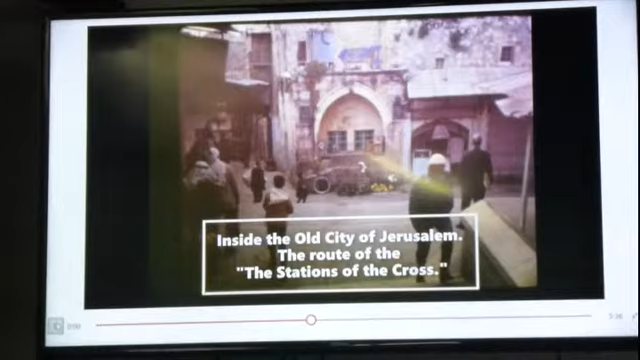 Inside the Old City of Jerusalem.
The route of the
"The Stations of the Cross."